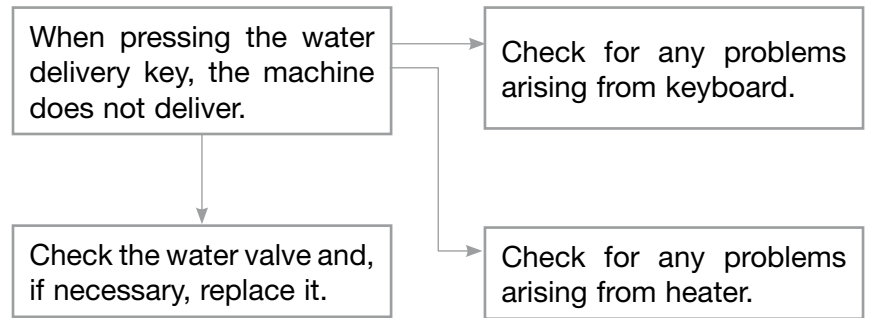 When pressing the water
delivery key, the machine
does not deliver.
Check for any problems
arising from keyboard.
Check the water valve and,
if necessary, replace it.
Check for any problems
arising from heater.